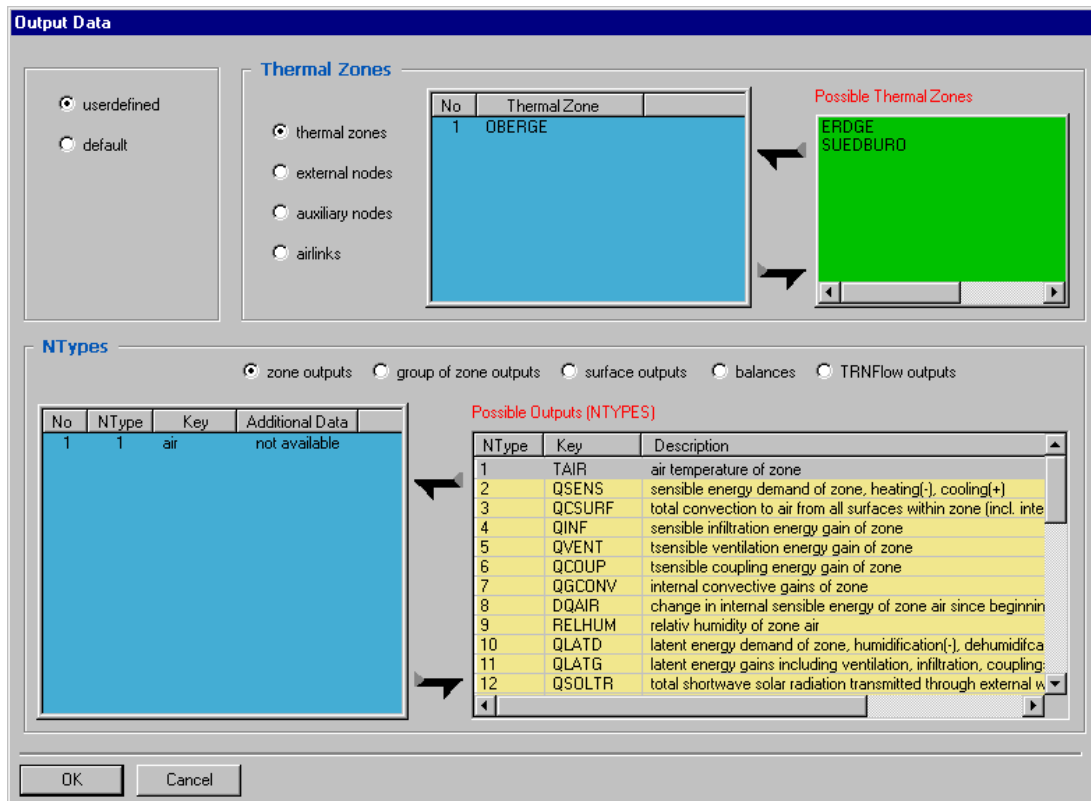 Output Data
userdefined
default
Thermal Zones
thermal zones
external nodes
auxiliary nodes
airlinks
No Thermal Zone
1 OBERGE
Possible Thermal Zones
ERDGE
SUEDBURO
NTypes
zone outputs group of zone outputs surface outputs balances TRNFlow outputs
No NType Key Additional Data
1 1 air not available
Possible Outputs (NTYPES)
NType Key Description
1 TAIR air temperature of zone
2 QSENS sensible energy demand of zone, heating(-), cooling(+)
3 QCSURF total convection to air from all surfaces within zone (incl. inte
4 QINF sensible infiltration energy gain of zone
5 QVENT tsensible ventilation energy gain of zone
6 QCOUP tsensible coupling energy gain of zone
7 QGCONV internal convective gains of zone
8 DQAIR change in internal sensible energy of zone air since beginnin
9 RELHUM relativ humidity of zone air
10 QLATD latent energy demand of zone, humidification(-), dehumidifca
11 QLATG latent energy gains including ventilation, infiltration, couplings
12 QSOLTR total shortwave solar radiation transmitted through external w
OK Cancel